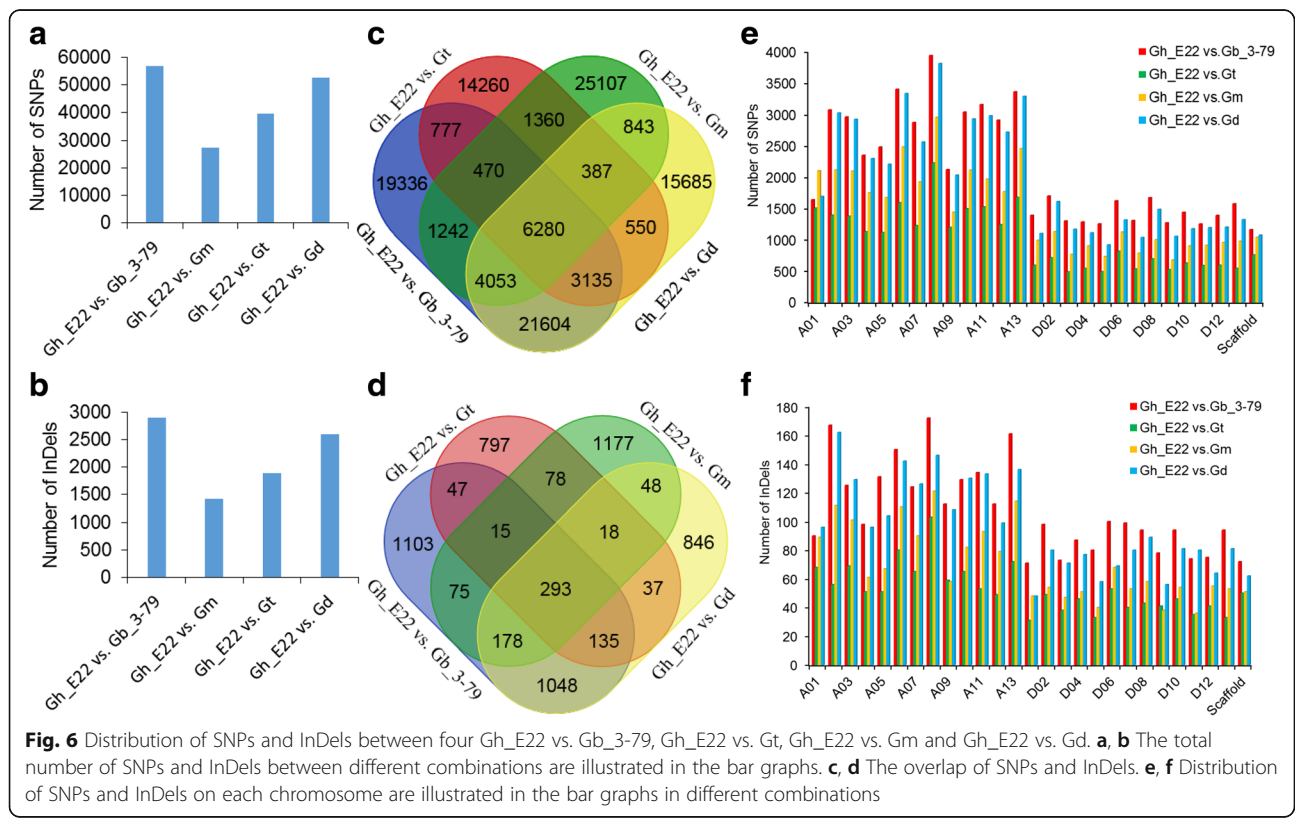 a
60000
50000
40000
30000
20000
10000
0
Number of SNPs
Gh_E22 vs. Gb_3-79
Gh_E22 vs. Gm
Gh_E22 vs. Gt
Gh_E22 vs. Gd
c
Gh_E22 vs. Gt
Gh_E22 vs. Gm
Gh_E22 vs. Gb_3-79
Gh_E22 vs. Gd
14260
25107
777
1360
843
19336
470
387
15685
1242
6280
550
4053
3135
21604
e
4000
3500
3000
2500
2000
1500
1000
500
0
Number of SNPs
Gh_E22 vs.Gb_3-79
Gh_E22 vs.Gt
Gh_E22 vs.Gm
Gh_E22 vs.Gd
A01
A03
A05
A07
A09
A11
A13
D02
D04
D06
D08
D10
D12
Scaffold
b
3000
2500
2000
1500
1000
500
0
Number of InDels
Gh_E22 vs. Gb_3-79
Gh_E22 vs. Gm
Gh_E22 vs. Gt
Gh_E22 vs. Gd
d
Gh_E22 vs. Gt
Gh_E22 vs. Gm
Gh_E22 vs. Gb_3-79
Gh_E22 vs. Gd
797
1177
47
78
48
1103
15
18
846
75
293
37
178
135
1048
f
180
160
140
120
100
80
60
40
20
0
Number of InDels
Gh_E22 vs.Gb_3-79
Gh_E22 vs.Gt
Gh_E22 vs.Gm
Gh_E22 vs.Gd
A01
A03
A05
A07
A09
A11
A13
D02
D04
D06
D08
D10
D12
Scaffold
Fig. 6 Distribution of SNPs and InDels between four Gh_E22 vs. Gb_3-79, Gh_E22 vs. Gt, Gh_E22 vs. Gm and Gh_E22 vs. Gd. a, b The total
number of SNPs and InDels between different combinations are illustrated in the bar graphs. c, d The overlap of SNPs and InDels. e, f Distribution
of SNPs and InDels on each chromosome are illustrated in the bar graphs in different combinations